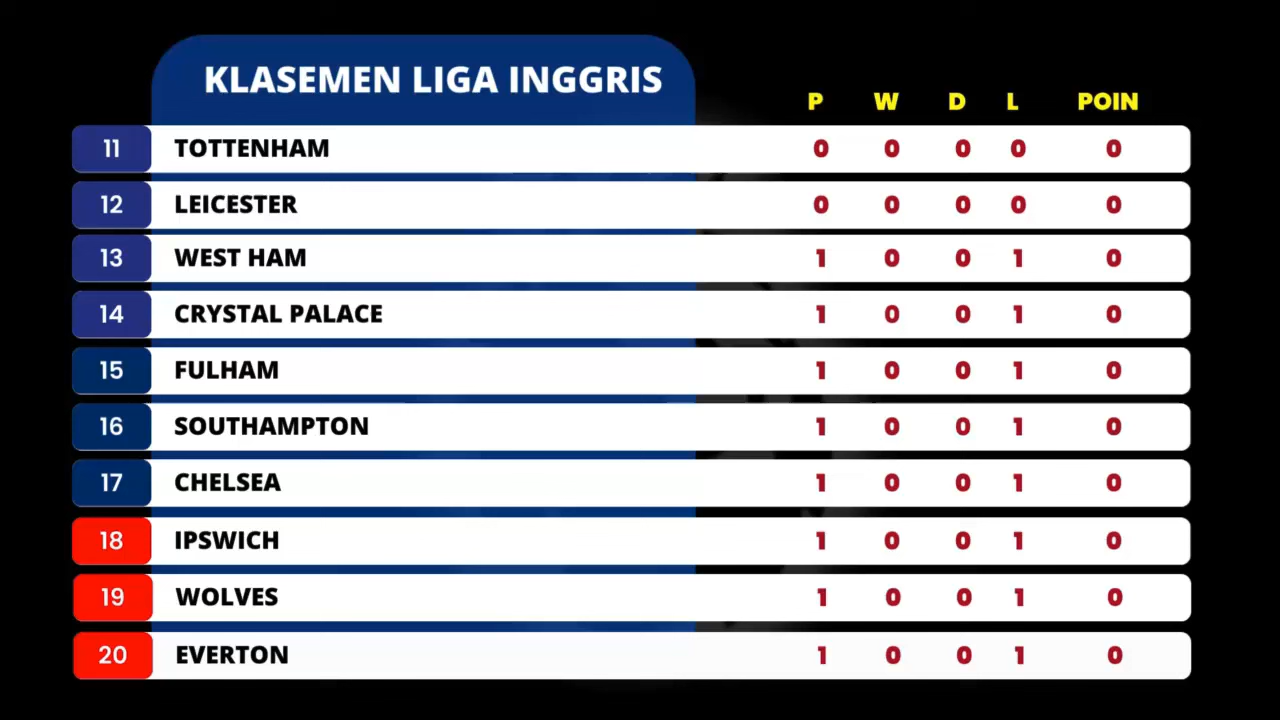 KLASEMEN LIGA INGGRIS
P W D L POIN
11 TOTTENHAM 0 0 0 0 0
12 LEICESTER 0 0 0 0 0
13 WEST HAM 1 0 0 1 0
14 CRYSTAL PALACE 1 0 0 1 0
15 FULHAM 1 0 0 1 0
16 SOUTHAMPTON 1 0 0 1 0
17 CHELSEA 1 0 0 1 0
18 IPSWICH 1 0 0 1 0
19 WOLVES 1 0 0 1 0
20 EVERTON 1 0 0 1 0